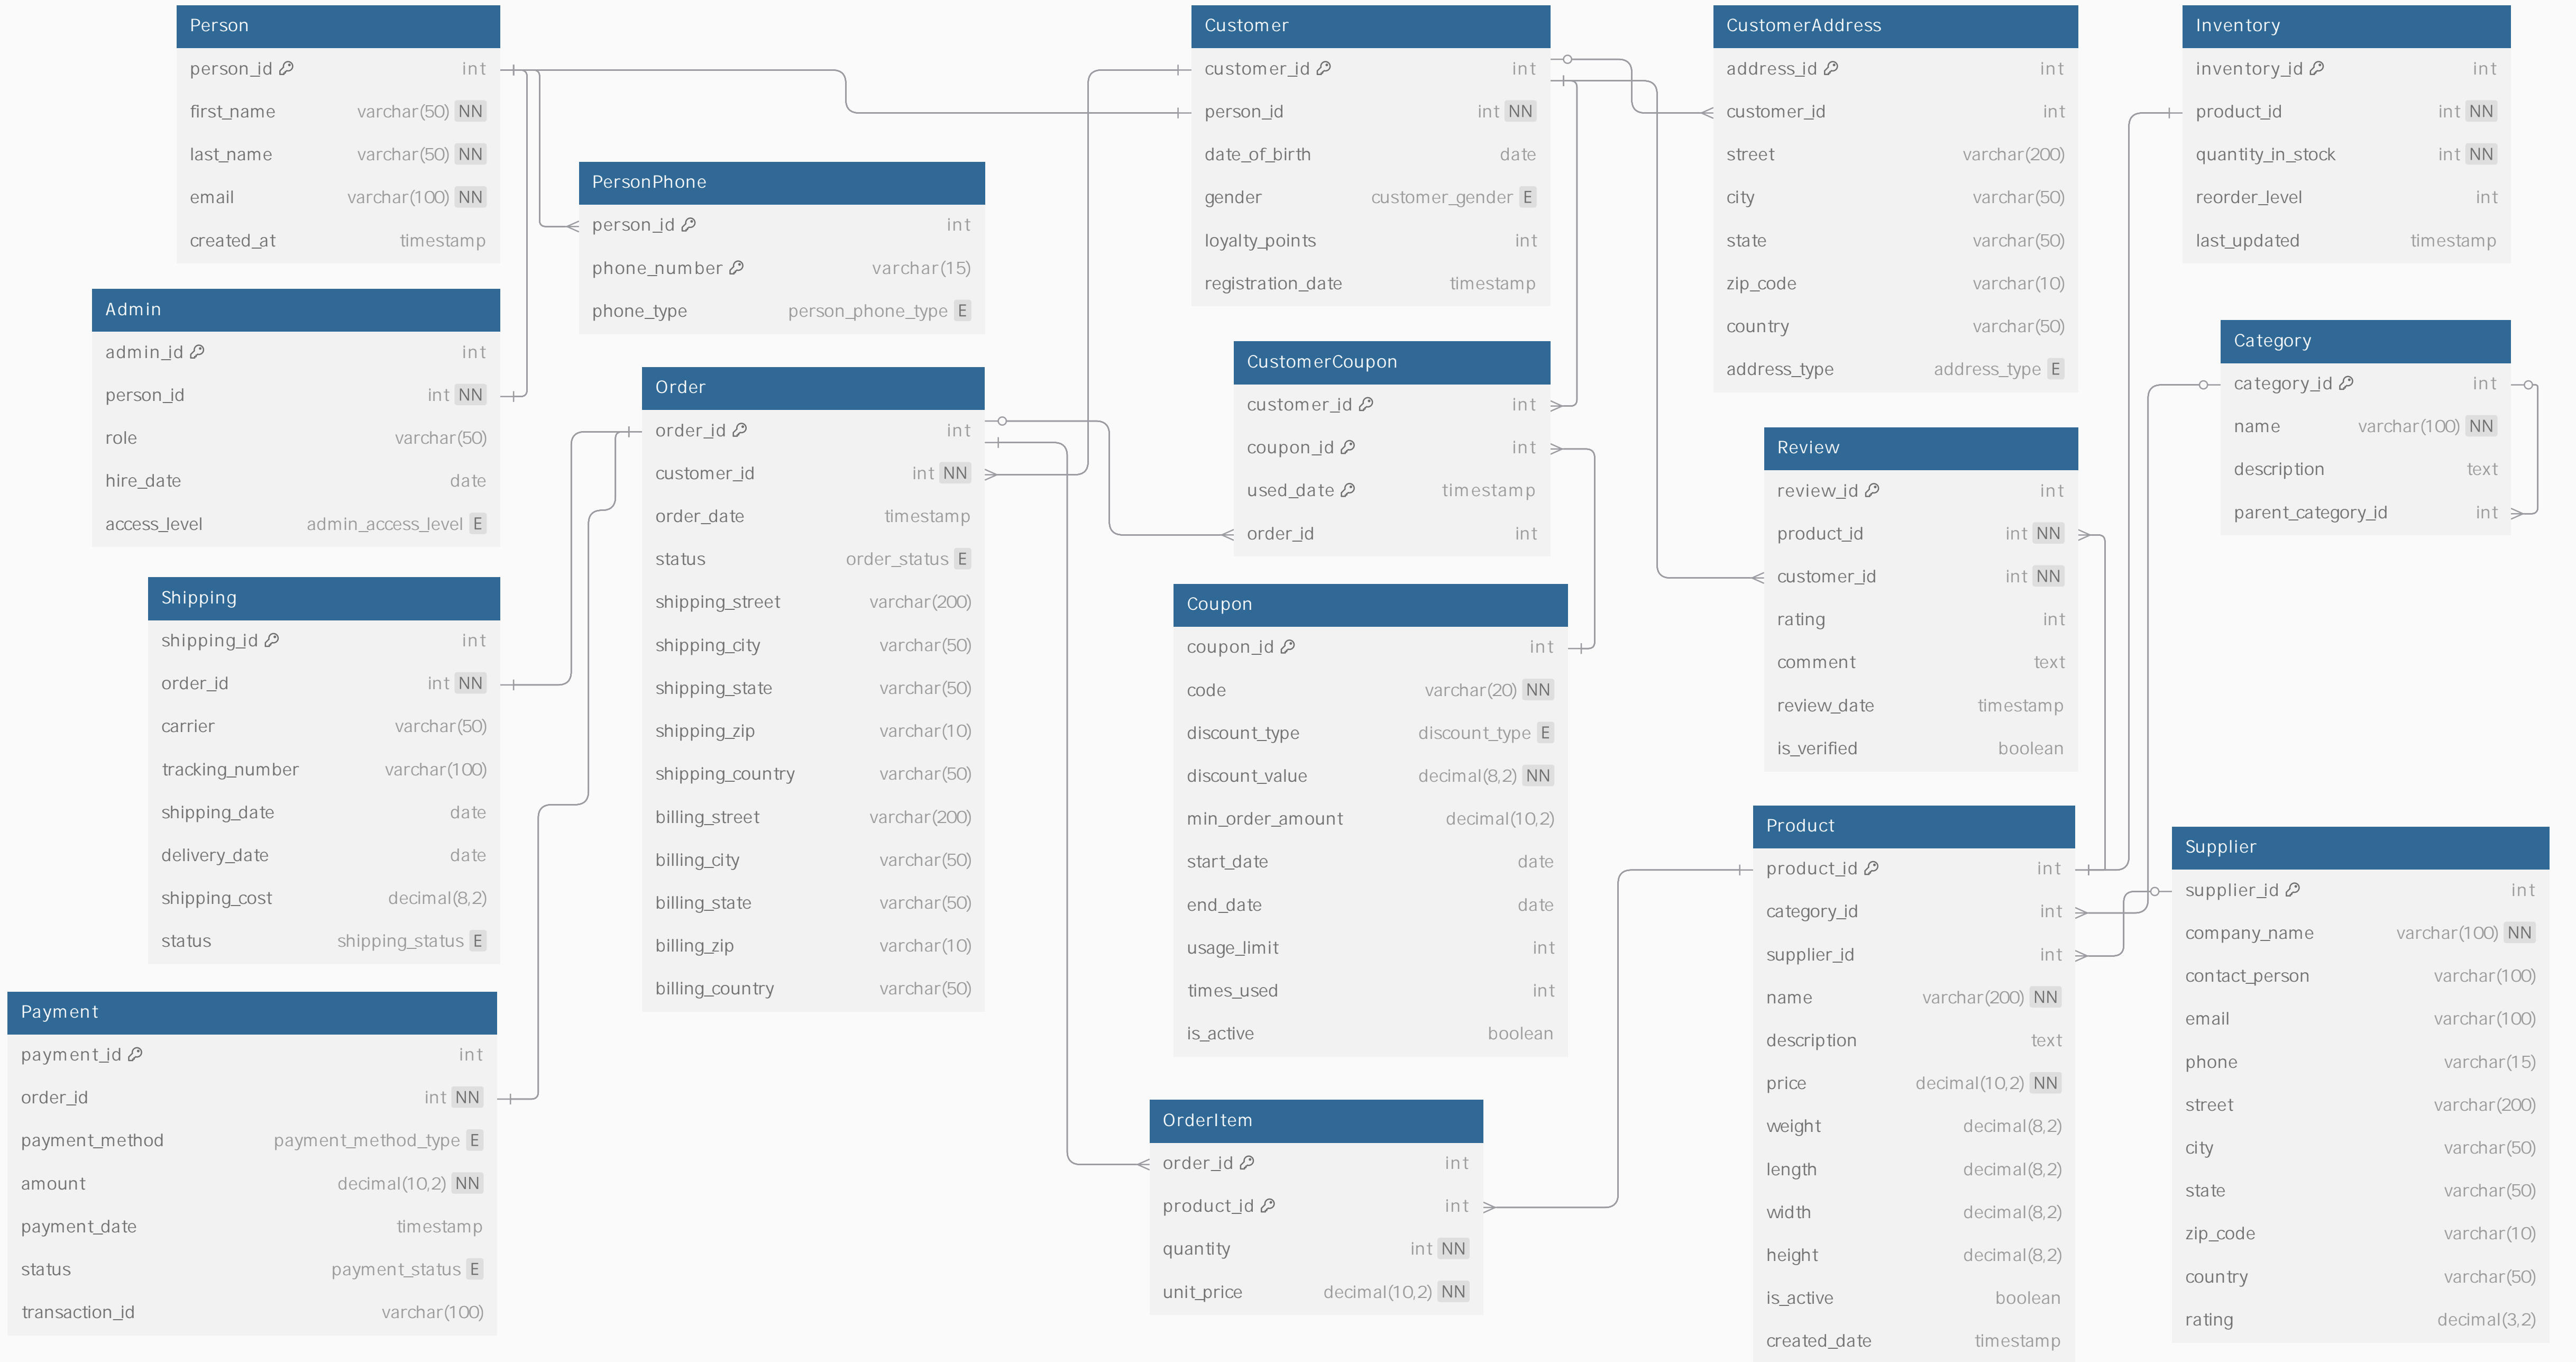 Person
person_id int
first_name varchar(50) NN
last_name varchar(50) NN
email varchar(100) NN
created_at timestamp
Admin
admin_id int
person_id int NN
role varchar(50)
hire_date date
access_level admin_access_level E
Shipping
shipping_id int
order_id int NN
carrier varchar(50)
tracking_number varchar(100)
shipping_date date
delivery_date date
shipping_cost decimal(8,2)
status shipping_status E
Payment
payment_id int
order_id int NN
payment_method payment_method_type E
amount decimal(10,2) NN
payment_date timestamp
status payment_status E
transaction_id varchar(100)
PersonPhone
person_id int
phone_number varchar(15)
phone_type person_phone_type E
Order
order_id int
customer_id int NN
order_date timestamp
status order_status E
shipping_street varchar(200)
shipping_city varchar(50)
shipping_state varchar(50)
shipping_zip varchar(10)
shipping_country varchar(50)
billing_street varchar(200)
billing_city varchar(50)
billing_state varchar(50)
billing_zip varchar(10)
billing_country varchar(50)
Customer
customer_id int
person_id int NN
date_of_birth date
gender customer_gender E
loyalty_points int
registration_date timestamp
CustomerCoupon
customer_id int
coupon_id int
used_date timestamp
order_id int
Coupon
coupon_id int
code varchar(20) NN
discount_type discount_type E
discount_value decimal(8,2) NN
min_order_amount decimal(10,2)
start_date date
end_date date
usage_limit int
times_used int
is_active boolean
OrderItem
order_id int
product_id int
quantity int NN
unit_price decimal(10,2) NN
CustomerAddress
address_id int
customer_id int
street varchar(200)
city varchar(50)
state varchar(50)
zip_code varchar(10)
country varchar(50)
address_type address_type E
Review
review_id int
product_id int NN
customer_id int NN
rating int
comment text
review_date timestamp
is_verified boolean
Product
product_id int
category_id int
supplier_id int
name varchar(200) NN
description text
price decimal(10,2) NN
weight decimal(8,2)
length decimal(8,2)
width decimal(8,2)
height decimal(8,2)
is_active boolean
created_date timestamp
Inventory
inventory_id int
product_id int NN
quantity_in_stock int NN
reorder_level int
last_updated timestamp
Category
category_id int
name varchar(100) NN
description text
parent_category_id int
Supplier
supplier_id int
company_name varchar(100) NN
contact_person varchar(100)
email varchar(100)
phone varchar(15)
street varchar(200)
city varchar(50)
state varchar(50)
zip_code varchar(10)
country varchar(50)
rating decimal(3,2)